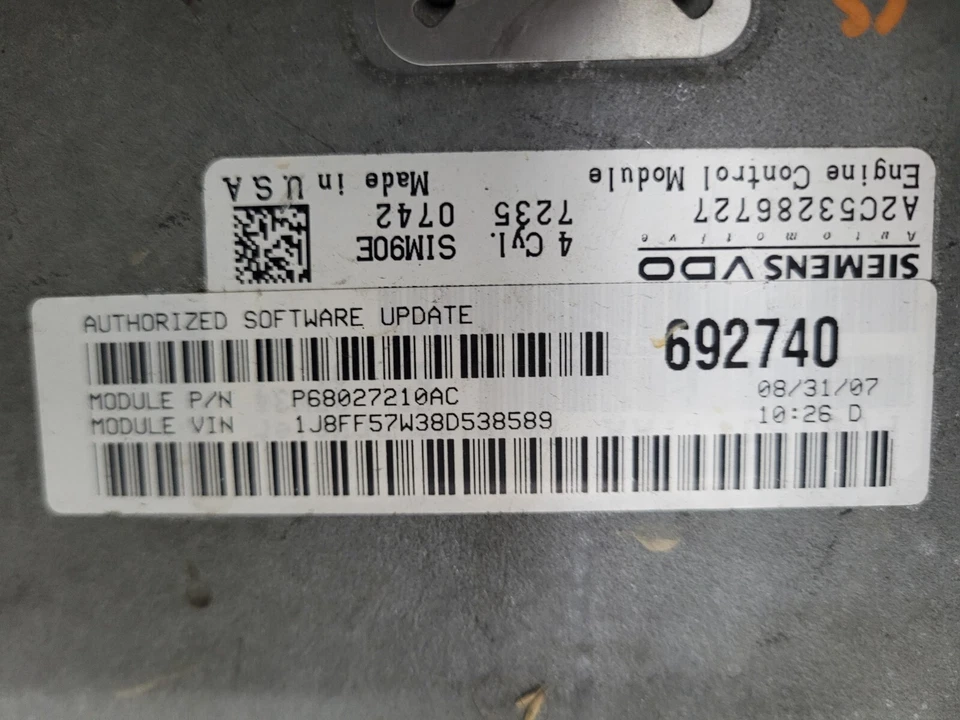 SIEMENS VDO
Automotive
A2C53286727
Engine Control Module
4 Cyl. SIM90E
7235 0742
Made in U S A
AUTHORIZED SOFTWARE UPDATE
692740
MODULE P/N P68027210AC 08/31/07
MODULE VIN 1J8FF57W38D538589 10:26 D